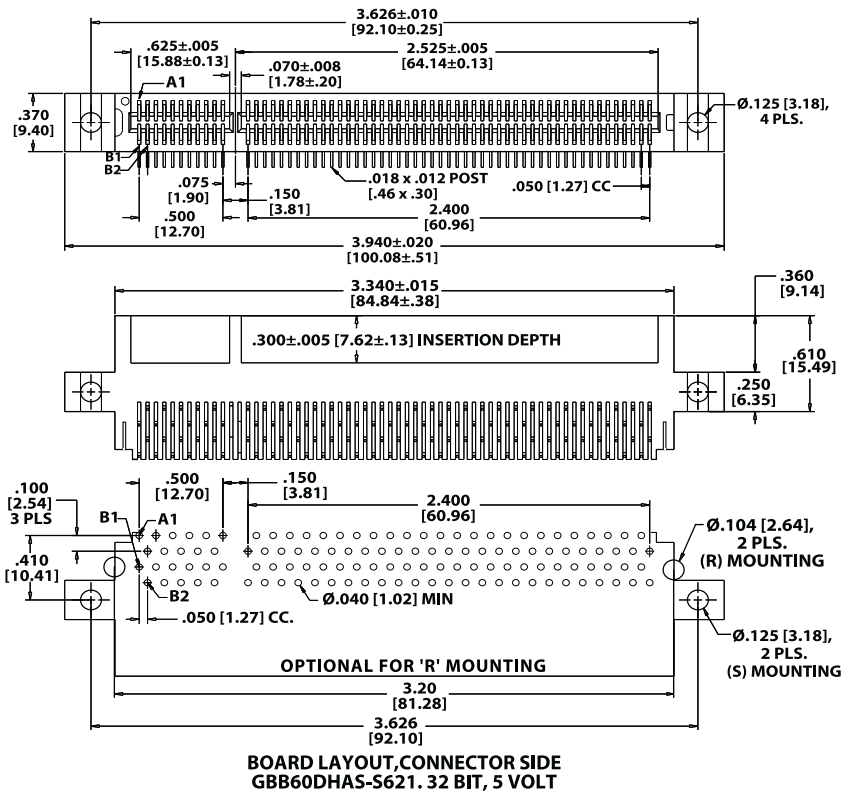 3.626±.010
[92.10±0.25]
.625±.005
[15.88±0.13]
2.525±.005
[64.14±0.13]
.070±.008
[1.78±.20]
A1
.370
[9.40]
Ø.125 [3.18],
4 PLS.
B1
B2
.075
[1.90]
.018 x .012 POST
[.46 x .30]
.050 [1.27] CC
.150
[3.81]
.500
[12.70]
2.400
[60.96]
3.940±.020
[100.08±.51]
3.340±.015
[84.84±.38]
.360
[9.14]
.300±.005 [7.62±.13] INSERTION DEPTH
.610
[15.49]
.250
[6.35]
.500
[12.70]
.150
[3.81]
.100
[2.54]
3 PLS
2.400
[60.96]
B1
A1
Ø.104 [2.64],
2 PLS.
(R) MOUNTING
.410
[10.41]
B2
Ø.040 [1.02] MIN
.050 [1.27] CC.
Ø.125 [3.18],
2 PLS.
(S) MOUNTING
OPTIONAL FOR 'R' MOUNTING
3.20
[81.28]
3.626
[92.10]
BOARD LAYOUT,CONNECTOR SIDE
GBB60DHAS-S621. 32 BIT, 5 VOLT